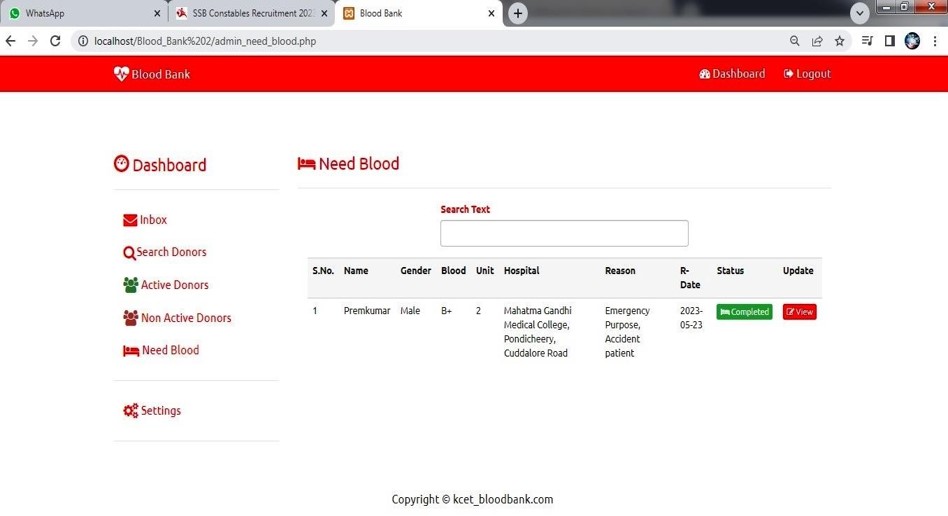 WhatsApp
SSB Constables Recruitment 202
Blood Bank
localhost/Blood_Bank%202/admin_need_blood.php
Blood Bank
Dashboard
Logout
Dashboard
Inbox
Search Donors
Active Donors
Non Active Donors
Need Blood
Settings
Need Blood
Search Text
S.No. Name Gender Blood Unit Hospital Reason R- Status Update
Date
1 Premkumar Male B+ 2 Mahatma Gandhi Emergency 2023- Completed View
Medical College, Purpose, 05-23
Pondicheery, Accident
Cuddalore Road patient
Copyright © kcet_bloodbank.com